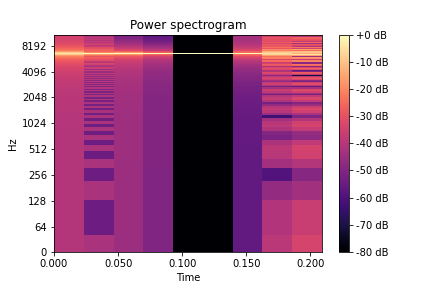 Power spectrogram
8192
4096
2048
1024
512
256
128
64
0
Hz
0.000 0.050 0.100 0.150 0.200
Time
+0 dB
-10 dB
-20 dB
-30 dB
-40 dB
-50 dB
-60 dB
-70 dB
-80 dB